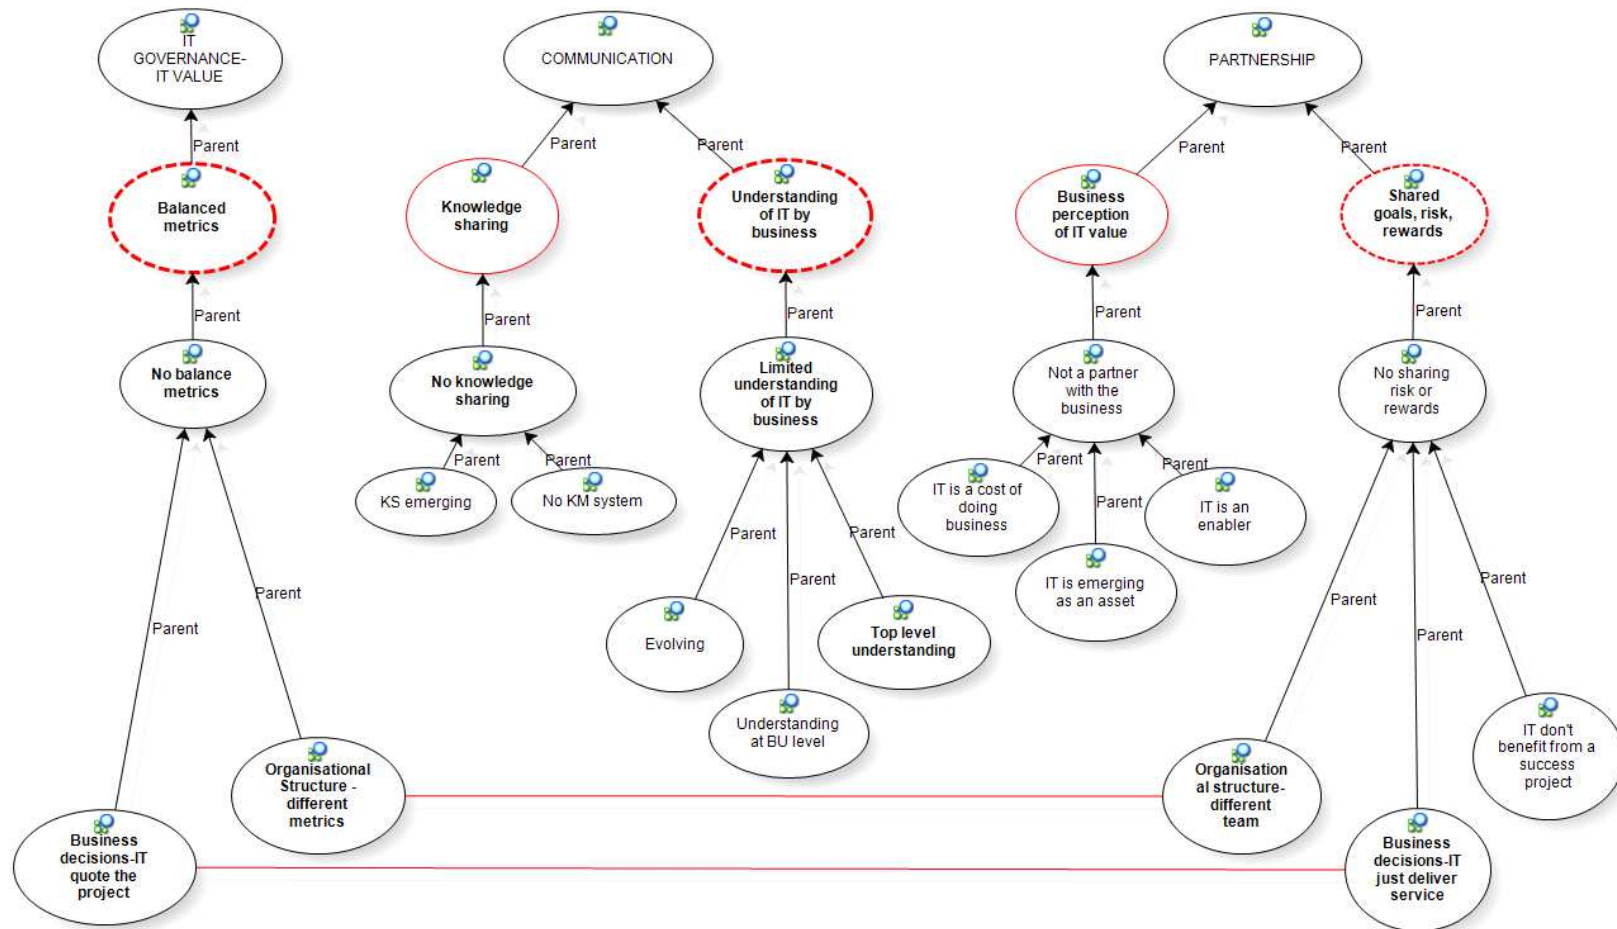 IT
GOVERNANCE-
IT VALUE
COMMUNICATION
PARTNERSHIP
Parent
Parent
Parent
Parent
Parent
Balanced
metrics
Knowledge
sharing
Understanding
of IT by
business
Business
perception
of IT value
Shared
goals, risk,
rewards
Parent
Parent
Parent
Parent
Parent
No balance
metrics
No knowledge
sharing
Limited
understanding
of IT by
business
Not a partner
with the
business
No sharing
risk or
rewards
Parent
Parent
Parent
Parent
KS emerging
No KM system
IT is a cost of
doing
business
IT is an
enabler
Parent
Parent
Parent
Parent
IT is emerging
as an asset
Parent
Parent
Parent
Parent
Parent
Parent
Evolving
Top level
understanding
Understanding
at BU level
Organisational
Structure -
different
metrics
Organisation
al structure-
different
team
IT don't
benefit from a
success
project
Business
decisions-IT
quote the
project
Business
decisions-IT
just deliver
service